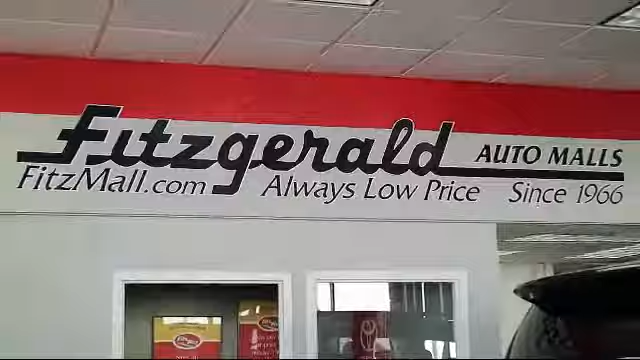 Fitzgerald AUTO MALLS
FitzMall.com Always Low Price Since 1966